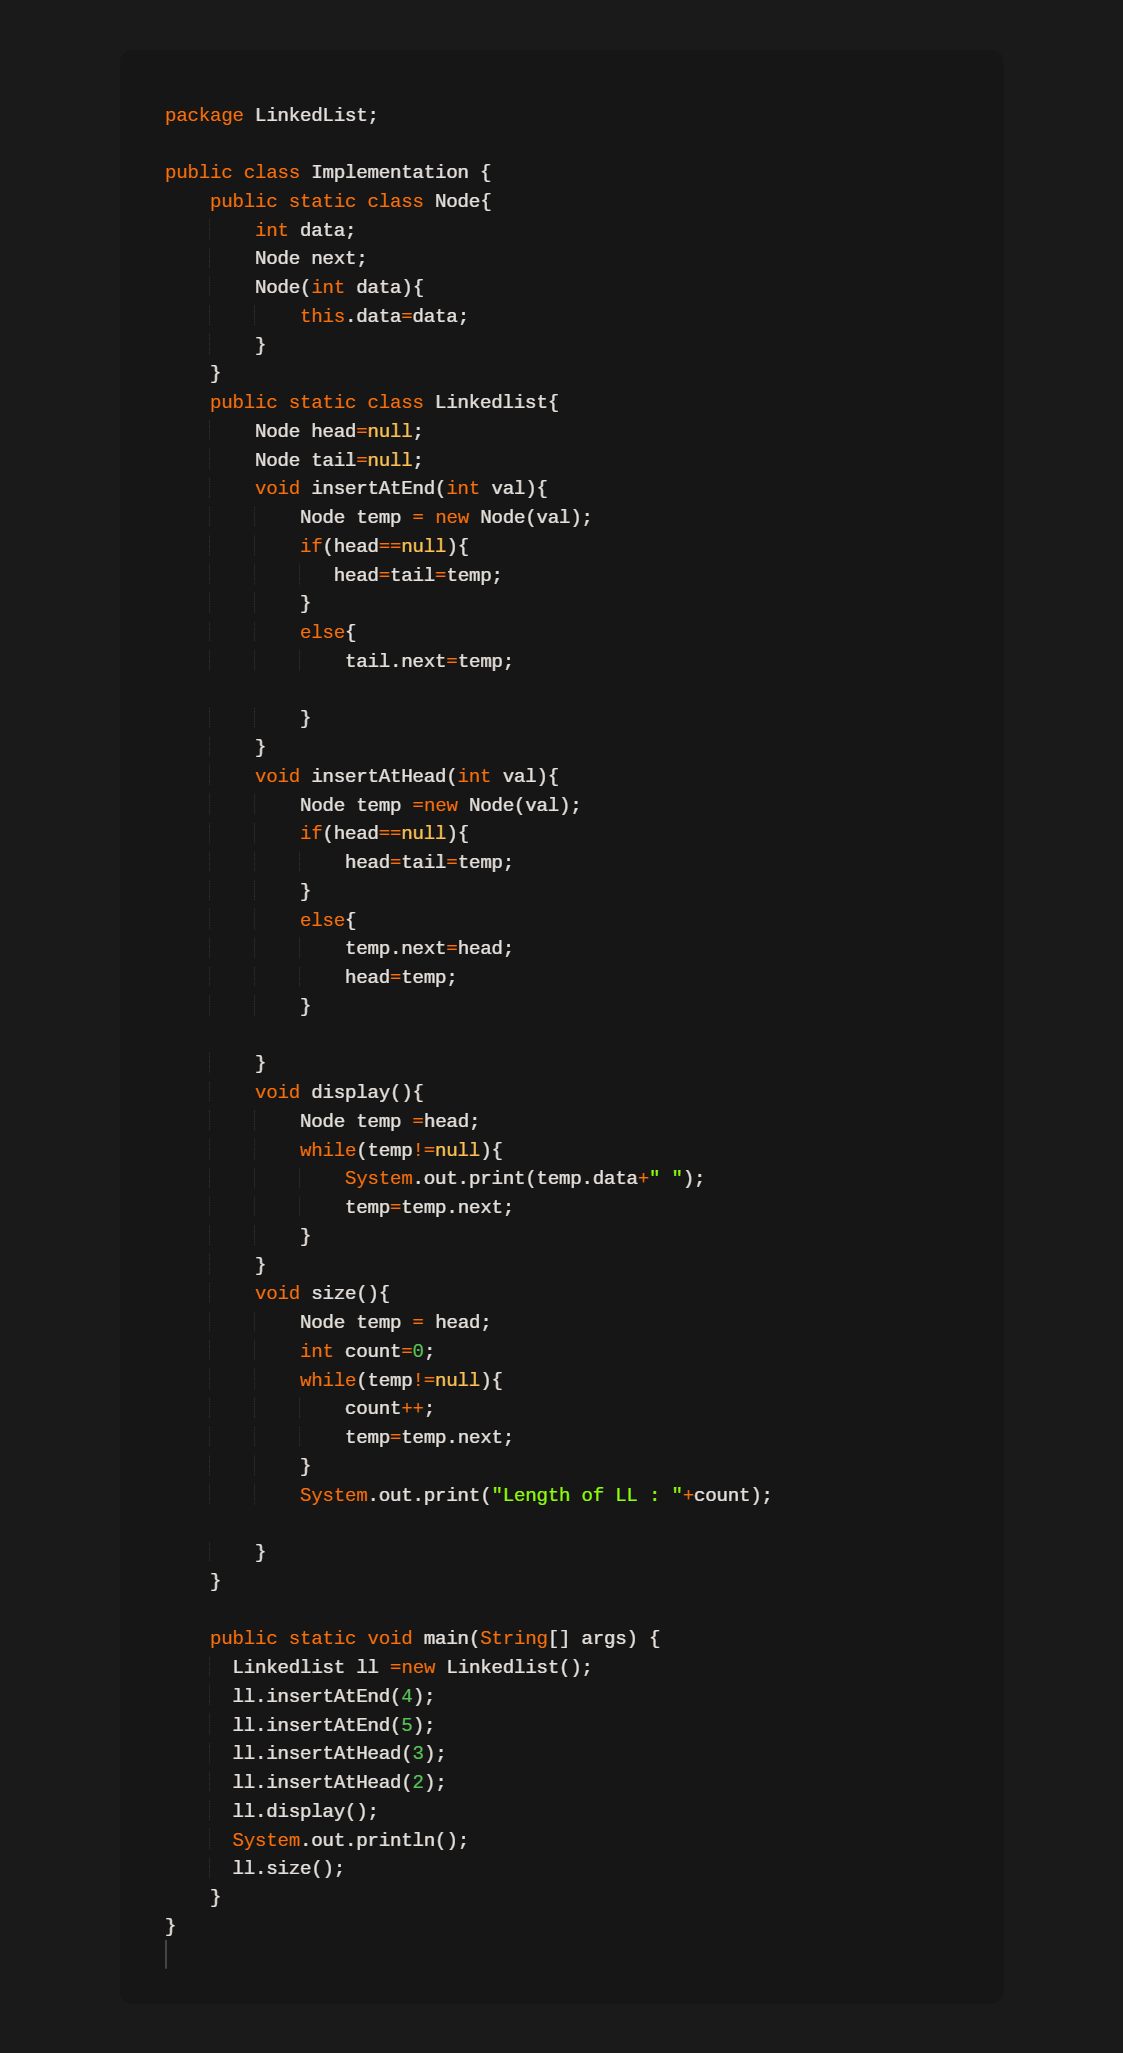 package LinkedList;

public class Implementation {
    public static class Node{
        int data;
        Node next;
        Node(int data){
            this.data=data;
        }
    }
    public static class Linkedlist{
        Node head=null;
        Node tail=null;
        void insertAtEnd(int val){
            Node temp = new Node(val);
            if(head==null){
               head=tail=temp;
            }
            else{
                tail.next=temp;

            }
        }
        void insertAtHead(int val){
            Node temp =new Node(val);
            if(head==null){
                head=tail=temp;
            }
            else{
                temp.next=head;
                head=temp;
            }

        }
        void display(){
            Node temp =head;
            while(temp!=null){
                System.out.print(temp.data+" ");
                temp=temp.next;
            }
        }
        void size(){
            Node temp = head;
            int count=0;
            while(temp!=null){
                count++;
                temp=temp.next;
            }
            System.out.print("Length of LL : "+count);

        }
    }

    public static void main(String[] args) {
      Linkedlist ll =new Linkedlist();
      ll.insertAtEnd(4);
      ll.insertAtEnd(5);
      ll.insertAtHead(3);
      ll.insertAtHead(2);
      ll.display();
      System.out.println();
      ll.size();
    }
}